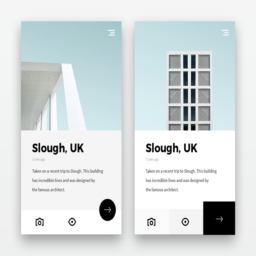 Slough, UK
Taken on a recent trip to Slough. This building
has incredible lines and was designed by
the famous architect.
Slough, UK
Taken on a recent trip to Slough. This building
has incredible lines and was designed by
the famous architect.